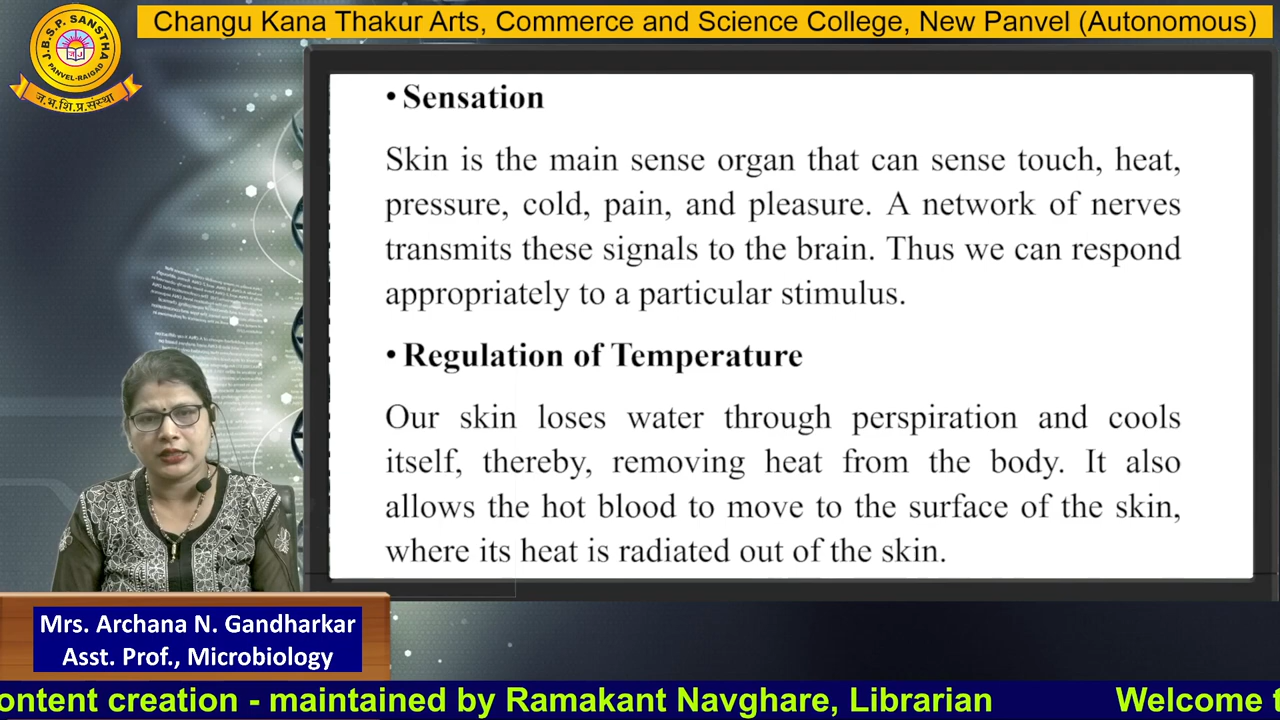 Changu Kana Thakur Arts, Commerce and Science College, New Panvel (Autonomous)
J.B.S.P. SANSTHA
PANVEL-RAIGAD
ज.भ.शि.प्र.संस्था
• Sensation
Skin is the main sense organ that can sense touch, heat,
pressure, cold, pain, and pleasure. A network of nerves
transmits these signals to the brain. Thus we can respond
appropriately to a particular stimulus.
• Regulation of Temperature
Our skin loses water through perspiration and cools
itself, thereby, removing heat from the body. It also
allows the hot blood to move to the surface of the skin,
where its heat is radiated out of the skin.
Mrs. Archana N. Gandharkar
Asst. Prof., Microbiology
ontent creation - maintained by Ramakant Navghare, Librarian
Welcome t